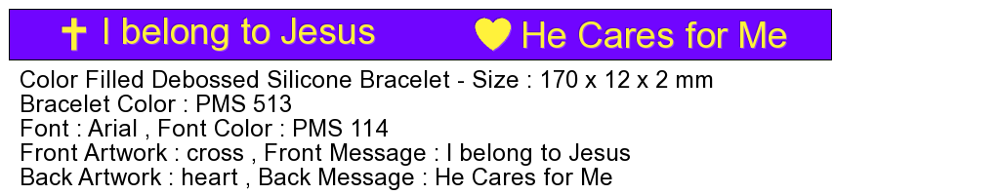 I belong to Jesus He Cares for Me
Color Filled Debossed Silicone Bracelet - Size : 170 x 12 x 2 mm
Bracelet Color : PMS 513
Font : Arial , Font Color : PMS 114
Front Artwork : cross , Front Message : I belong to Jesus
Back Artwork : heart , Back Message : He Cares for Me